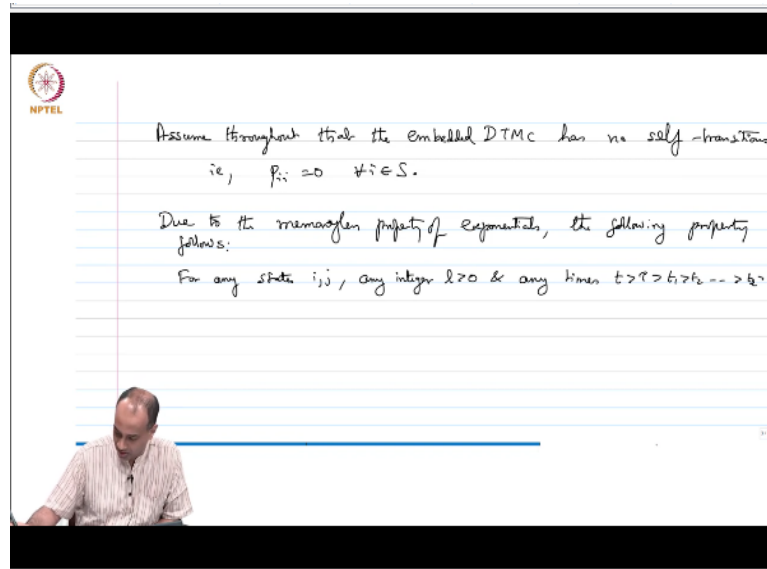 NPTEL
Assume throughout that the embedded DTMC has no self-transitions
ie, Pᵢᵢ = 0 ∀ i ∈ S.
Due to the memoryless property of exponentials, the following property
follows:
For any states i, j, any integer l > 0 & any times t > τ > t₁ > t₂ --- > tₗ >